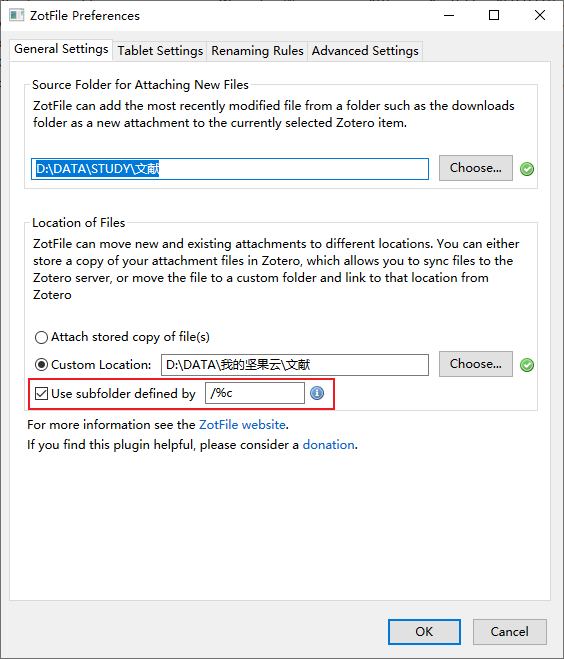 ZotFile Preferences
General Settings Tablet Settings Renaming Rules Advanced Settings
Source Folder for Attaching New Files
ZotFile can add the most recently modified file from a folder such as the downloads
folder as a new attachment to the currently selected Zotero item.
D:\DATA\STUDY\文献 Choose...
Location of Files
ZotFile can move new and existing attachments to different locations. You can either
store a copy of your attachment files in Zotero, which allows you to sync files to the
Zotero server, or move the file to a custom folder and link to that location from
Zotero
Attach stored copy of file(s)
Custom Location: D:\DATA\我的坚果云\文献 Choose...
Use subfolder defined by /%c
For more information see the ZotFile website.
If you find this plugin helpful, please consider a donation.
OK Cancel